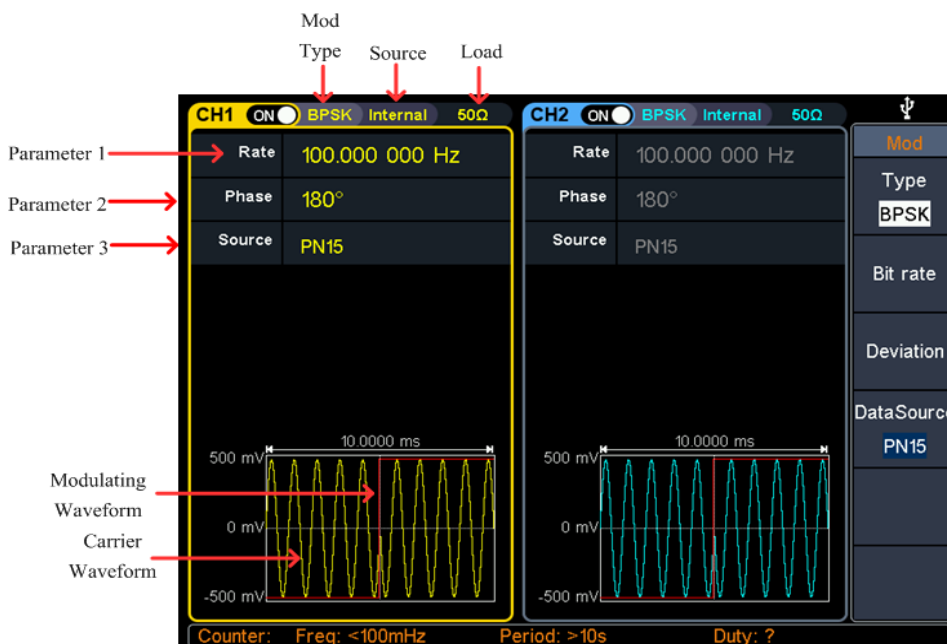 Mod
Type
Source
Load
CH1 ON BPSK Internal 50Ω
CH2 ON BPSK Internal 50Ω
Parameter 1
Rate 100.000 000 Hz
Rate 100.000 000 Hz
Parameter 2
Phase 180°
Phase 180°
Parameter 3
Source PN15
Source PN15
Mod
Type
BPSK
Bit rate
Deviation
DataSource
PN15
10.0000 ms
500 mV
0 mV
-500 mV
10.0000 ms
500 mV
0 mV
-500 mV
Modulating
Waveform
Carrier
Waveform
Counter: Freq: <100mHz Period: >10s Duty: ?